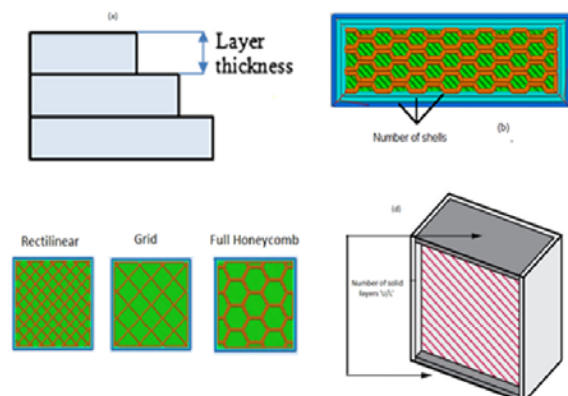 (a)
Layer
thickness
Number of shells
(b)
Rectilinear
Grid
Full Honeycomb
(d)
Number of solid
layers 'U/L'